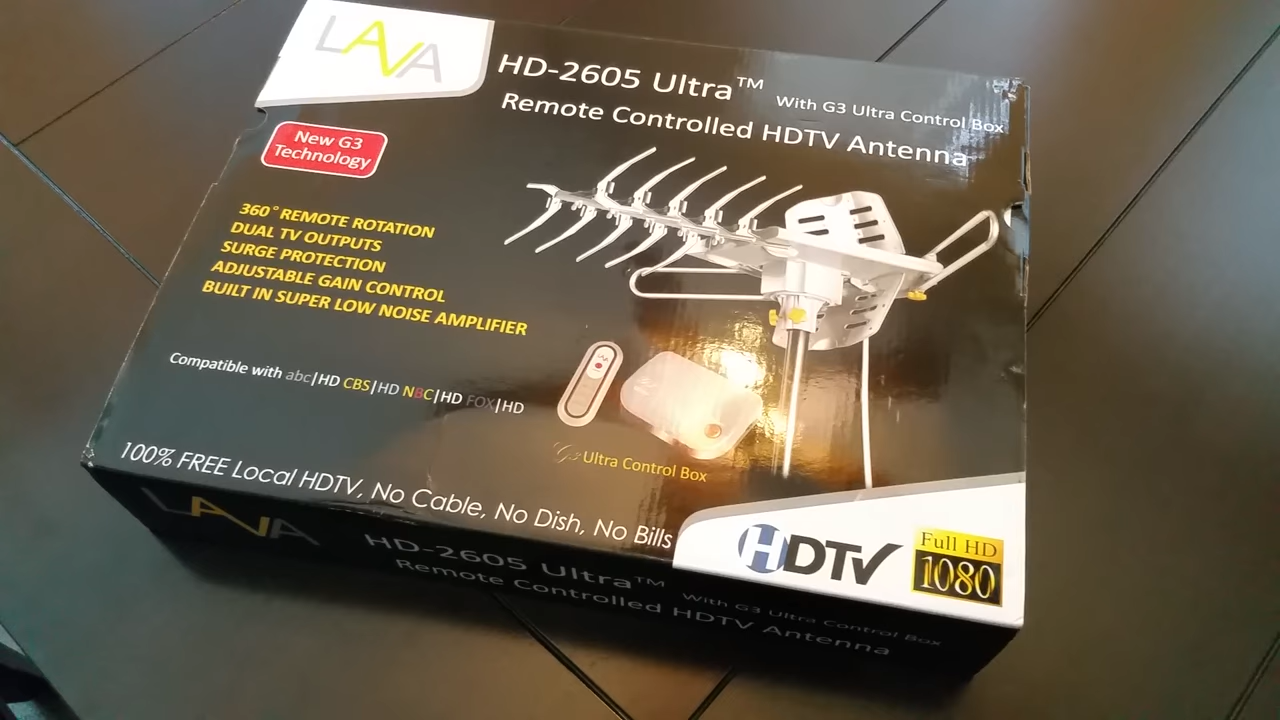 LAVA
HD-2605 Ultra™ With G3 Ultra Control Box
Remote Controlled HDTV Antenna
New G3
Technology
360° REMOTE ROTATION
DUAL TV OUTPUTS
SURGE PROTECTION
ADJUSTABLE GAIN CONTROL
BUILT IN SUPER LOW NOISE AMPLIFIER
Compatible with abc|HD CBS|HD NBC|HD FOX|HD
G3 Ultra Control Box
100% FREE Local HDTV, No Cable, No Dish, No Bills
HDTV
Full HD
1080
LAVA
HD-2605 Ultra™ With G3 Ultra Control Box
Remote Controlled HDTV Antenna